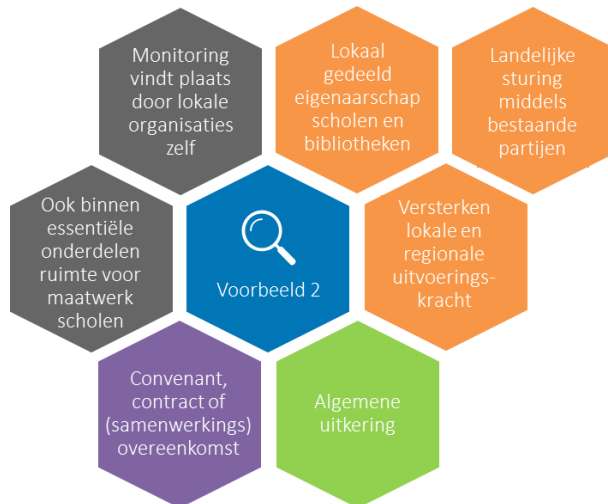 Monitoring
vindt plaats
door lokale
organisaties
zelf
Lokaal
gedeeld
eigenaarschap
scholen en
bibliotheken
Landelijke
sturing
middels
bestaande
partijen
Ook binnen
essentiële
onderdelen
ruimte voor
maatwerk
scholen
Voorbeeld 2
Versterken
lokale en
regionale
uitvoerings-
kracht
Convenant,
contract of
(samenwerkings)
overeenkomst
Algemene
uitkering